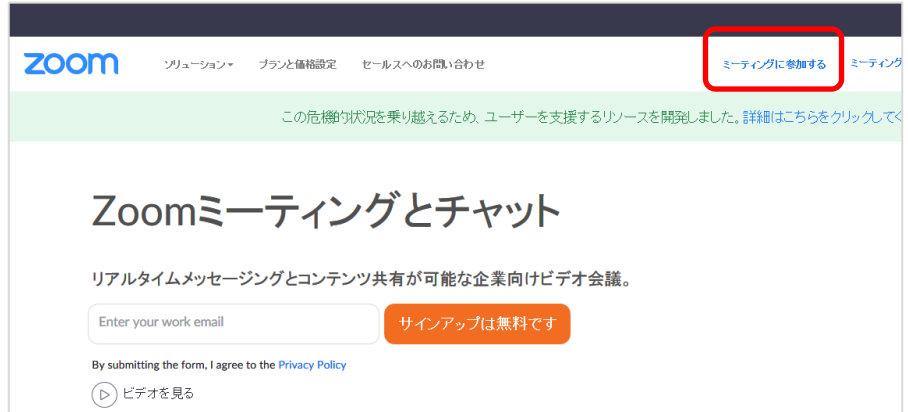 zoom ソリューション プランと価格設定 セールスへのお問い合わせ ミーティングに参加する ミーティング
この危機的状況を乗り越えるため、ユーザーを支援するリソースを開発しました。詳細はこちらをクリックしてく
Zoomミーティングとチャット
リアルタイムメッセージングとコンテンツ共有が可能な企業向けビデオ会議。
Enter your work email サインアップは無料です
By submitting the form, I agree to the Privacy Policy
ビデオを見る